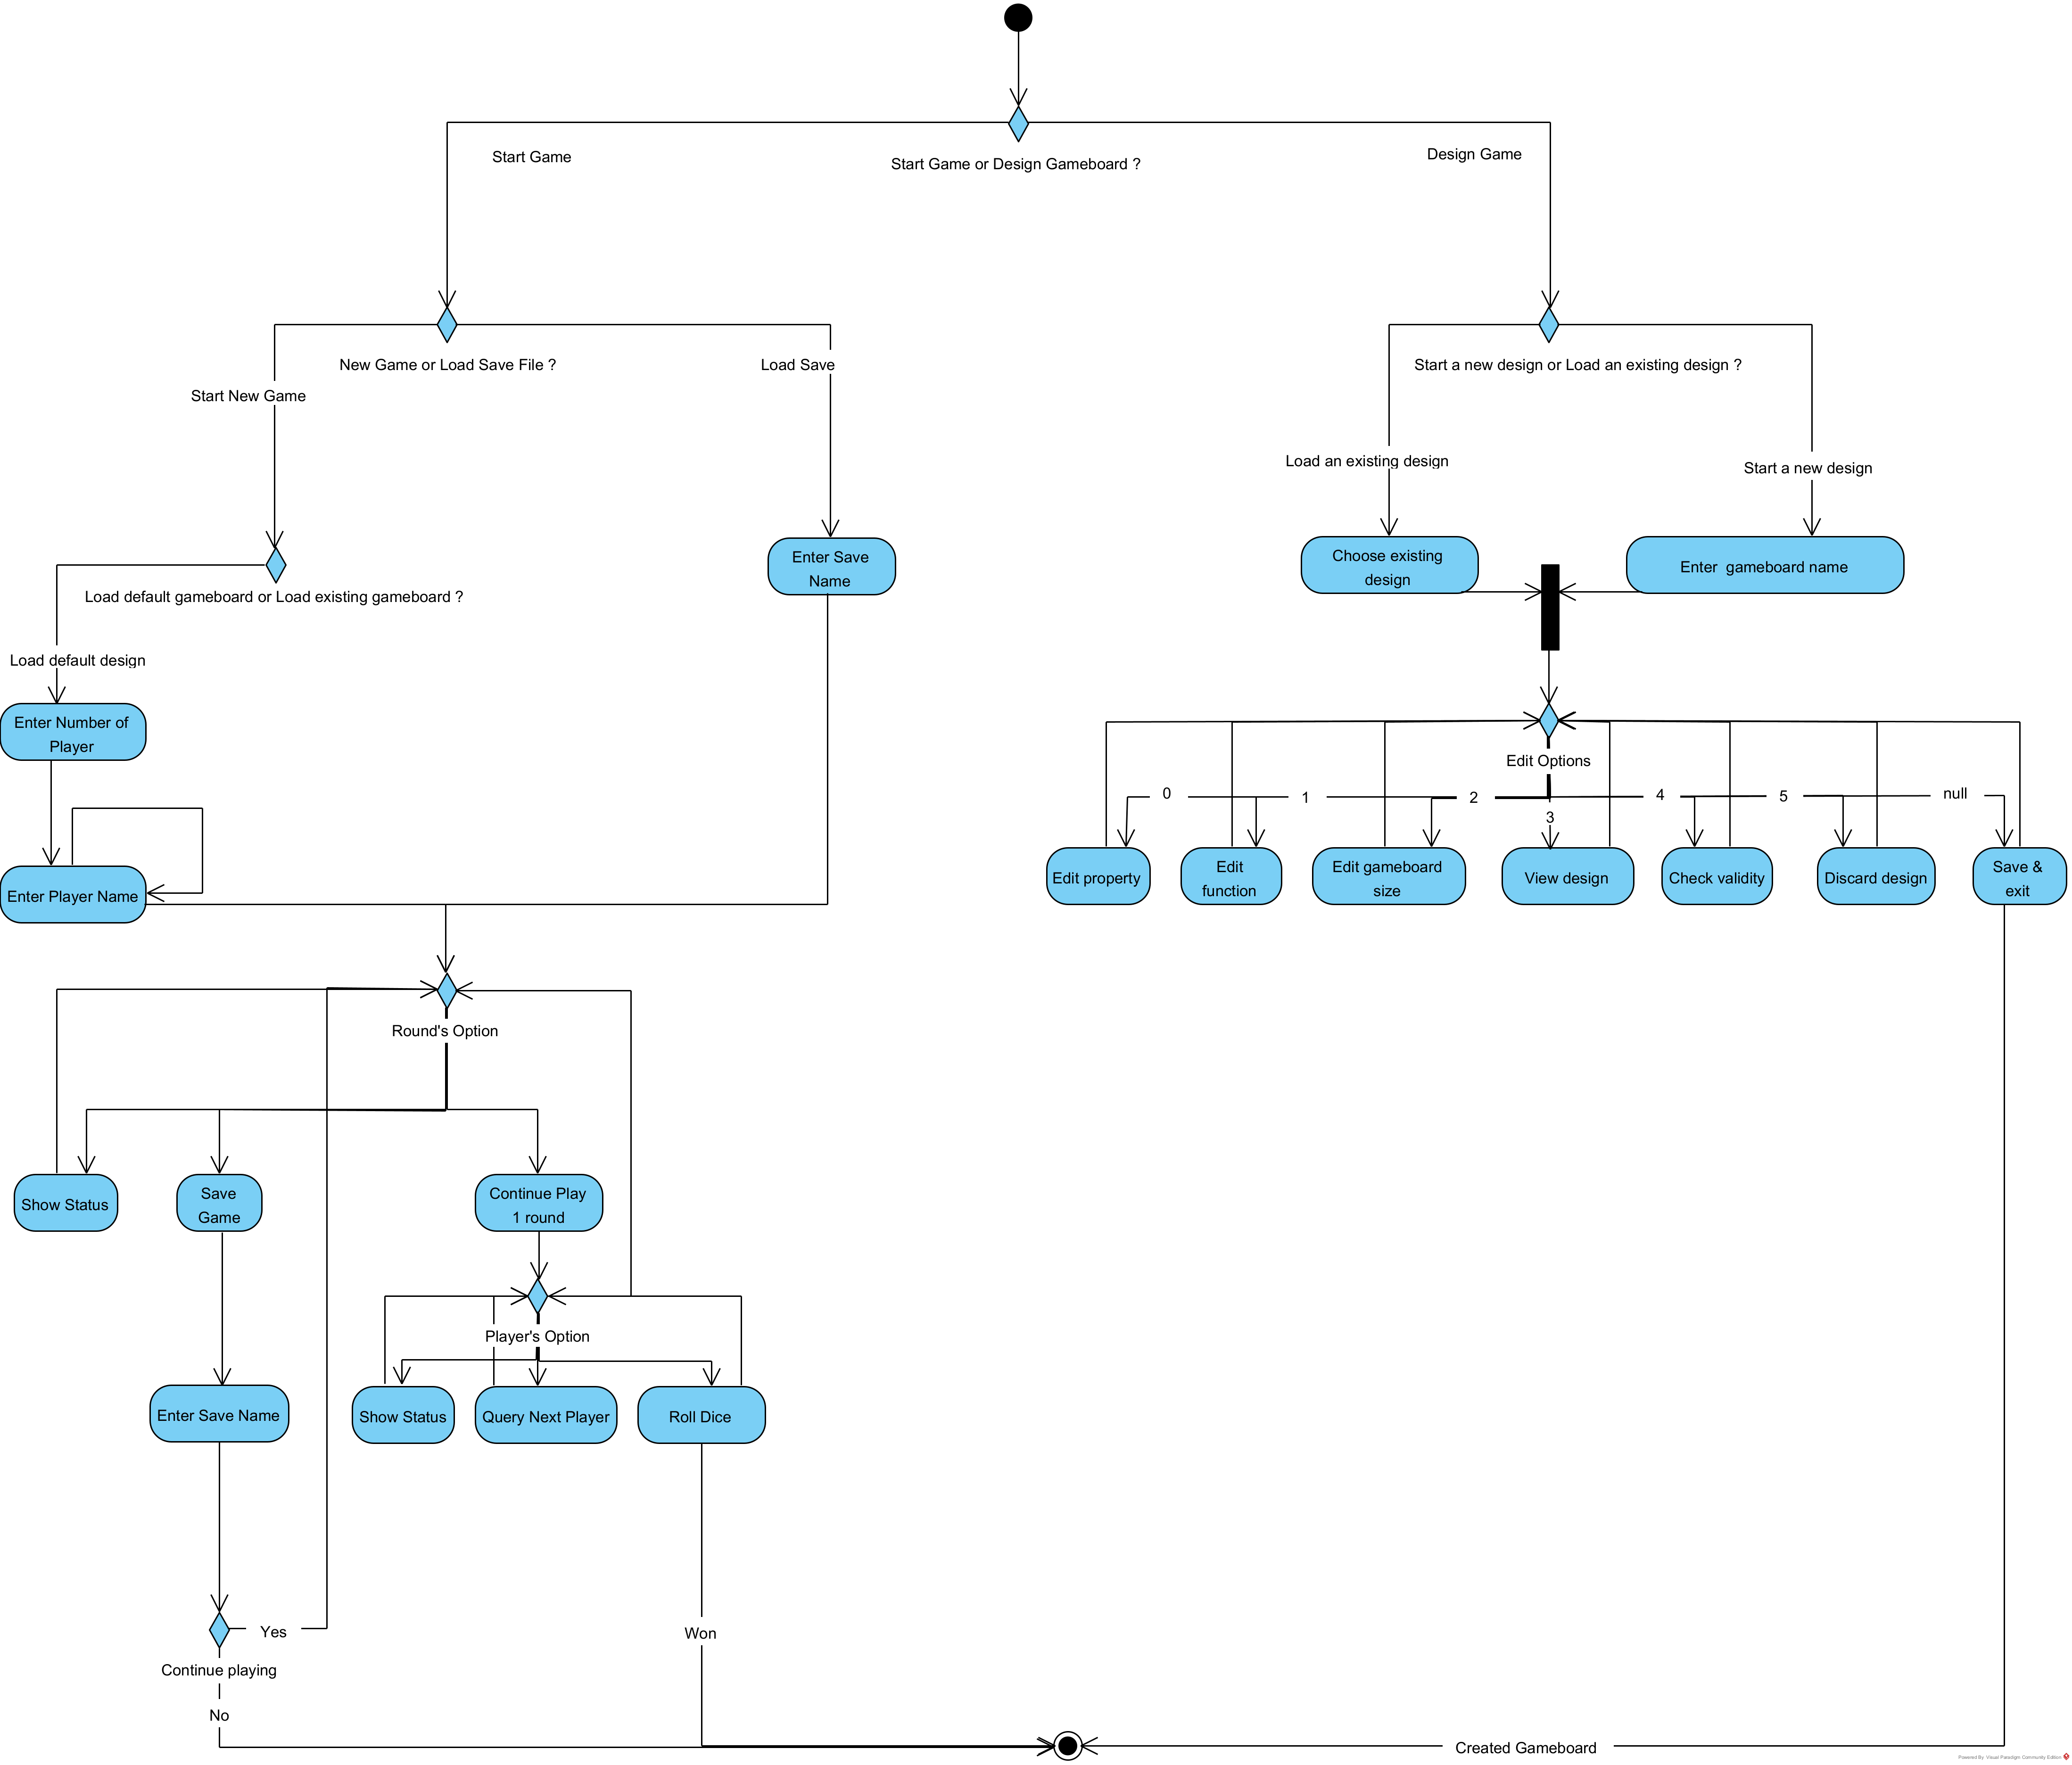 Start Game
Start Game or Design Gameboard ?
Design Game
New Game or Load Save File ?
Load Save
Start a new design or Load an existing design ?
Start New Game
Load an existing design
Start a new design
Enter Save
Name
Choose existing
design
Enter  gameboard name
Load default gameboard or Load existing gameboard ?
Load default design
Enter Number of
Player
Edit Options
0
1
2
3
4
5
null
Edit property
Edit
function
Edit gameboard
size
View design
Check validity
Discard design
Save &
exit
Enter Player Name
Round's Option
Show Status
Save
Game
Continue Play
1 round
Player's Option
Enter Save Name
Show Status
Query Next Player
Roll Dice
Yes
Won
Continue playing
No
Created Gameboard
Powered By Visual Paradigm Community Edition